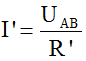 I' = U_AB / R'